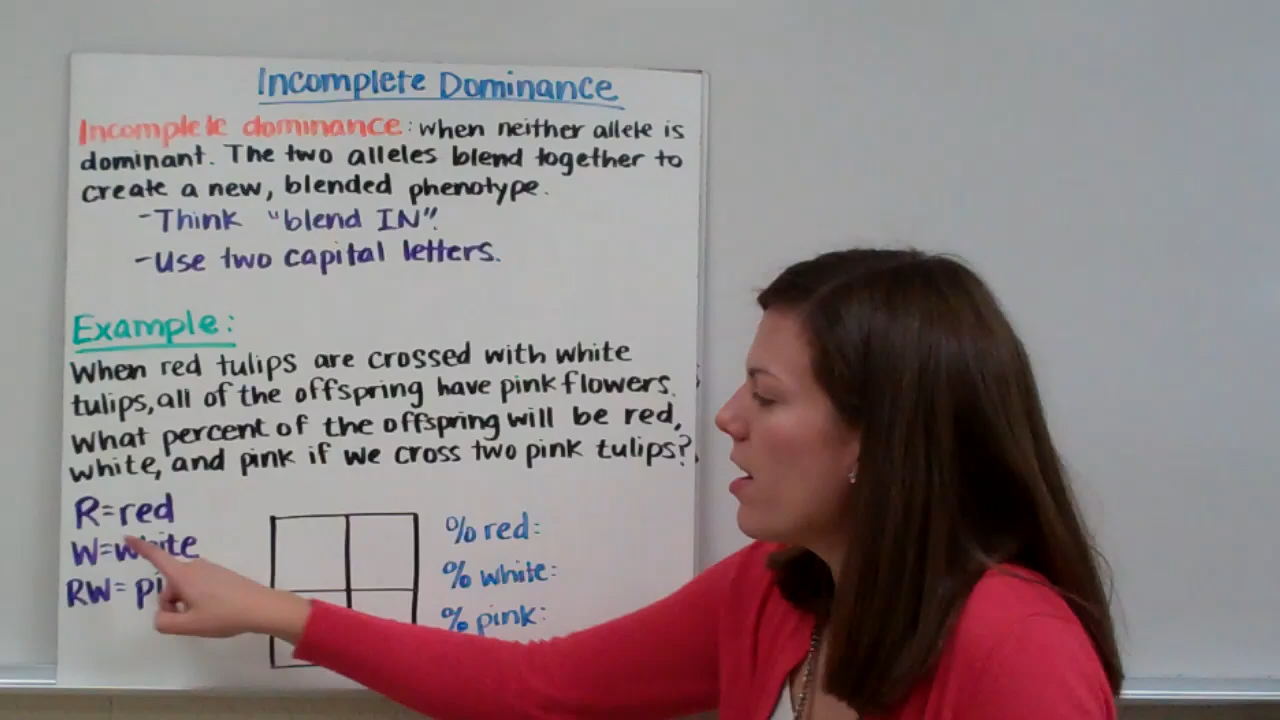 Incomplete Dominance
Incomplete dominance: when neither allele is
dominant. The two alleles blend together to
create a new, blended phenotype.
-Think "blend IN".
-Use two capital letters.
Example:
When red tulips are crossed with white
tulips, all of the offspring have pink flowers.
What percent of the offspring will be red,
white, and pink if we cross two pink tulips?
R=red
W=white
RW=pi
% red:
% white:
% pink: